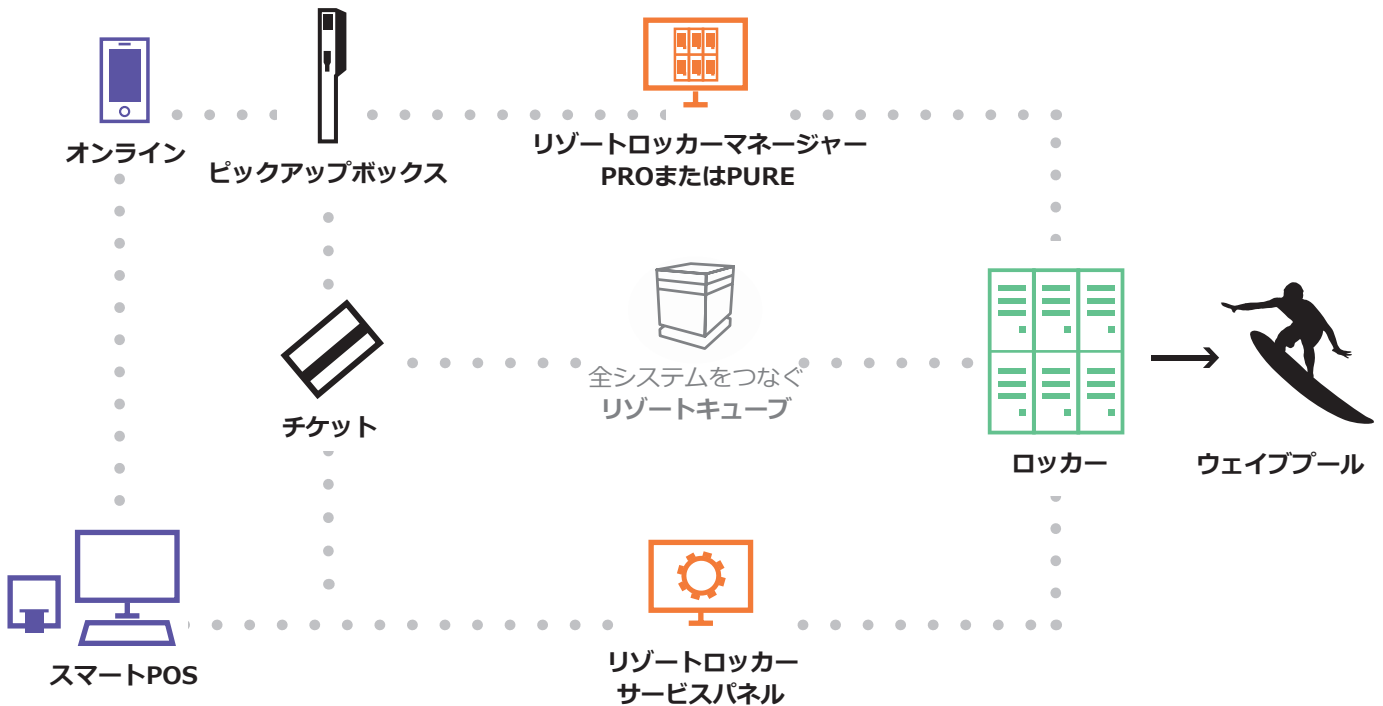 オンライン
ピックアップボックス
リゾートロッカーマネージャー
PROまたはPURE
全システムをつなぐ
リゾートキューブ
チケット
ロッカー
ウェイブプール
スマートPOS
リゾートロッカー
サービスパネル